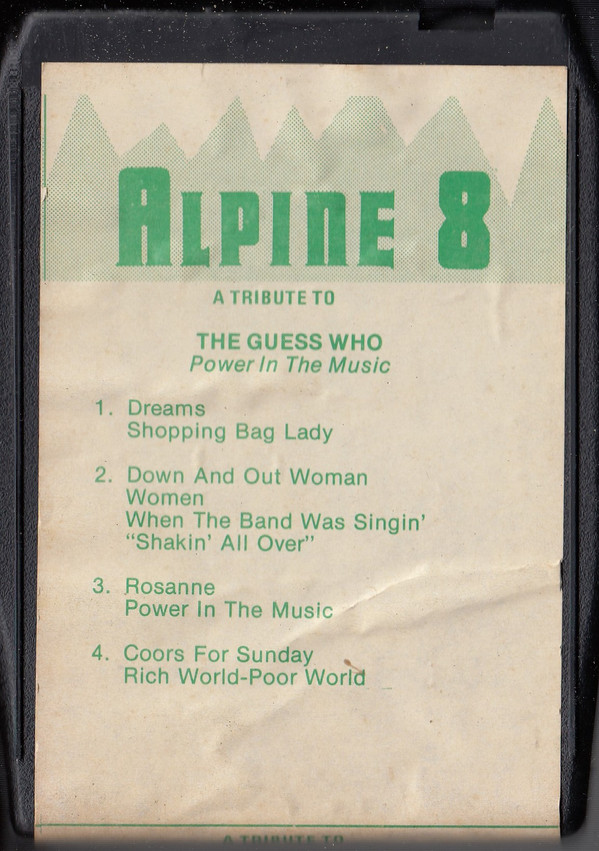 ALPINE 8
A TRIBUTE TO
THE GUESS WHO
Power In The Music
1. Dreams
Shopping Bag Lady
2. Down And Out Woman
Women
When The Band Was Singin'
“Shakin' All Over”
3. Rosanne
Power In The Music
4. Coors For Sunday
Rich World-Poor World
A TRIBUTE TO